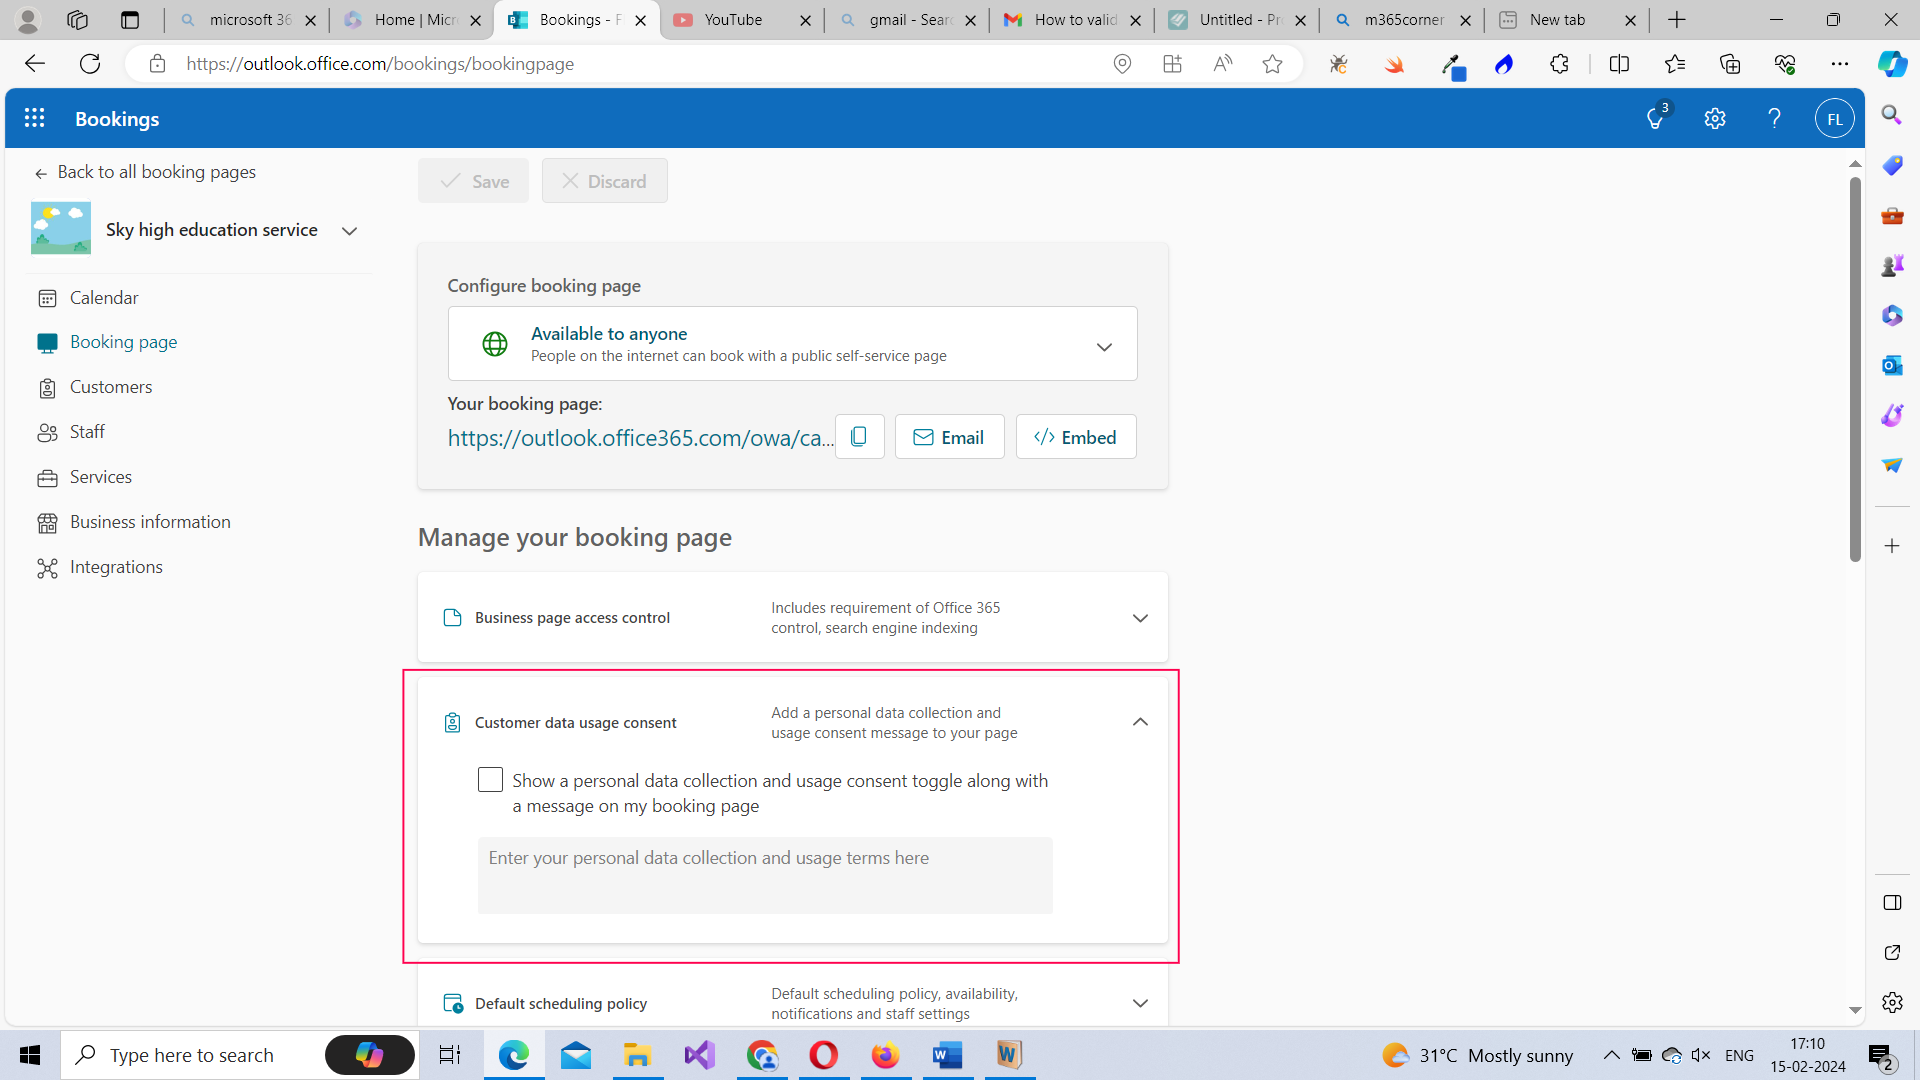 microsoft 36
Home | Micr
Bookings - F
YouTube
gmail - Sear
How to valid
Untitled - Pr
m365corner
New tab
https://outlook.office.com/bookings/bookingpage
Bookings
3
FL
Back to all booking pages
Save
Discard
Sky high education service
Calendar
Booking page
Customers
Staff
Services
Business information
Integrations
Configure booking page
Available to anyone
People on the internet can book with a public self-service page
Your booking page:
https://outlook.office365.com/owa/ca...
Email
Embed
Manage your booking page
Business page access control
Includes requirement of Office 365
control, search engine indexing
Customer data usage consent
Add a personal data collection and
usage consent message to your page
Show a personal data collection and usage consent toggle along with
a message on my booking page
Enter your personal data collection and usage terms here
Default scheduling policy
Default scheduling policy, availability,
notifications and staff settings
Type here to search
31°C Mostly sunny
ENG
17:10
15-02-2024
2